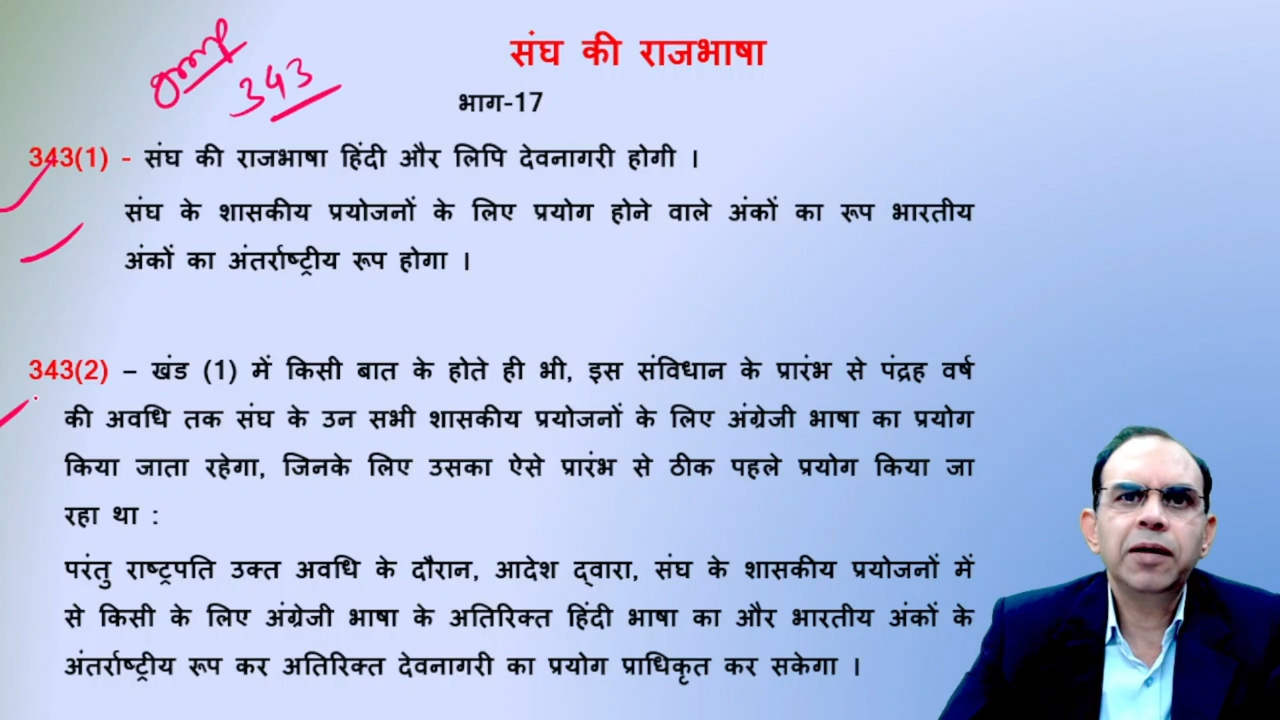 संघ की राजभाषा
343
भाग-17
343(1) - संघ की राजभाषा हिंदी और लिपि देवनागरी होगी ।
संघ के शासकीय प्रयोजनों के लिए प्रयोग होने वाले अंकों का रूप भारतीय
अंकों का अंतर्राष्ट्रीय रूप होगा ।
343(2) – खंड (1) में किसी बात के होते ही भी, इस संविधान के प्रारंभ से पंद्रह वर्ष
की अवधि तक संघ के उन सभी शासकीय प्रयोजनों के लिए अंग्रेजी भाषा का प्रयोग
किया जाता रहेगा, जिनके लिए उसका ऐसे प्रारंभ से ठीक पहले प्रयोग किया जा
रहा था :
परंतु राष्ट्रपति उक्त अवधि के दौरान, आदेश द्वारा, संघ के शासकीय प्रयोजनों में
से किसी के लिए अंग्रेजी भाषा के अतिरिक्त हिंदी भाषा का और भारतीय अंकों के
अंतर्राष्ट्रीय रूप कर अतिरिक्त देवनागरी का प्रयोग प्राधिकृत कर सकेगा ।